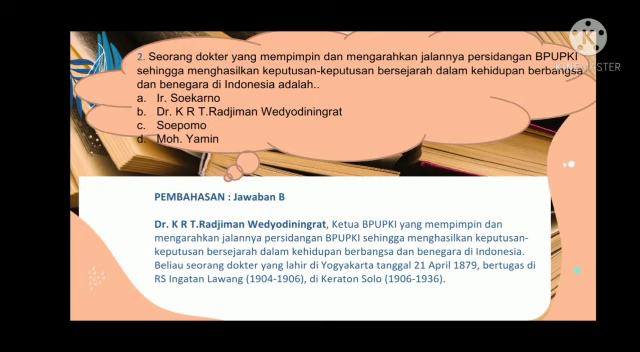 2. Seorang dokter yang mempimpin dan mengarahkan jalannya persidangan BPUPKI
sehingga menghasilkan keputusan-keputusan bersejarah dalam kehidupan berbangsa
dan benegara di Indonesia adalah..
a. Ir. Soekarno
b. Dr. K R T.Radjiman Wedyodiningrat
c. Soepomo
d. Moh. Yamin
PEMBAHASAN : Jawaban B
Dr. K R T.Radjiman Wedyodiningrat, Ketua BPUPKI yang mempimpin dan
mengarahkan jalannya persidangan BPUPKI sehingga menghasilkan keputusan-
keputusan bersejarah dalam kehidupan berbangsa dan benegara di Indonesia.
Beliau seorang dokter yang lahir di Yogyakarta tanggal 21 April 1879, bertugas di
RS Ingatan Lawang (1904-1906), di Keraton Solo (1906-1936).